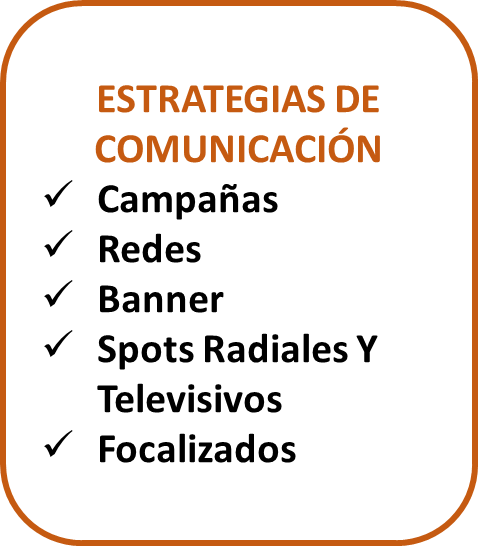 ESTRATEGIAS DE
COMUNICACIÓN
✓ Campañas
✓ Redes
✓ Banner
✓ Spots Radiales Y
Televisivos
✓ Focalizados